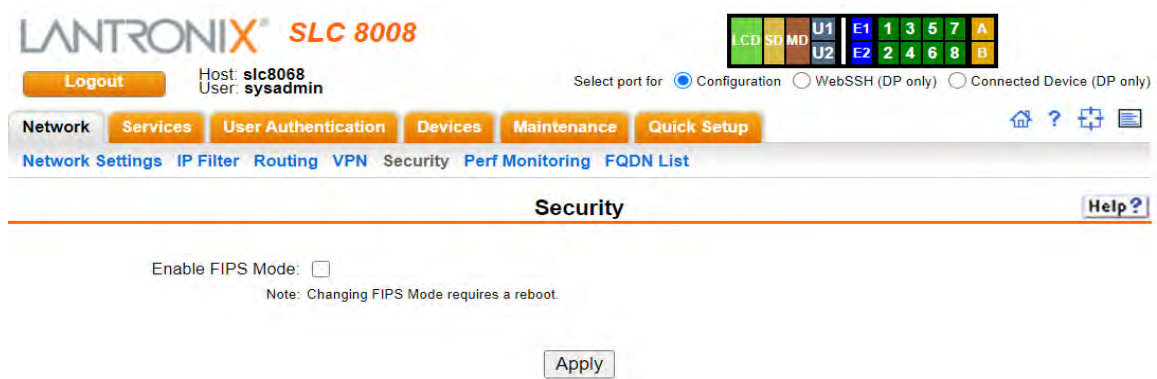 LANTRONIX® SLC 8008
LCD SD MD U1 E1 1 3 5 7 A
U2 E2 2 4 6 8 B
Logout
Host: slc8068
User: sysadmin
Select port for Configuration WebSSH (DP only) Connected Device (DP only)
Network Services User Authentication Devices Maintenance Quick Setup
?
Network Settings IP Filter Routing VPN Security Perf Monitoring FQDN List
Security
Help?
Enable FIPS Mode:
Note: Changing FIPS Mode requires a reboot.
Apply